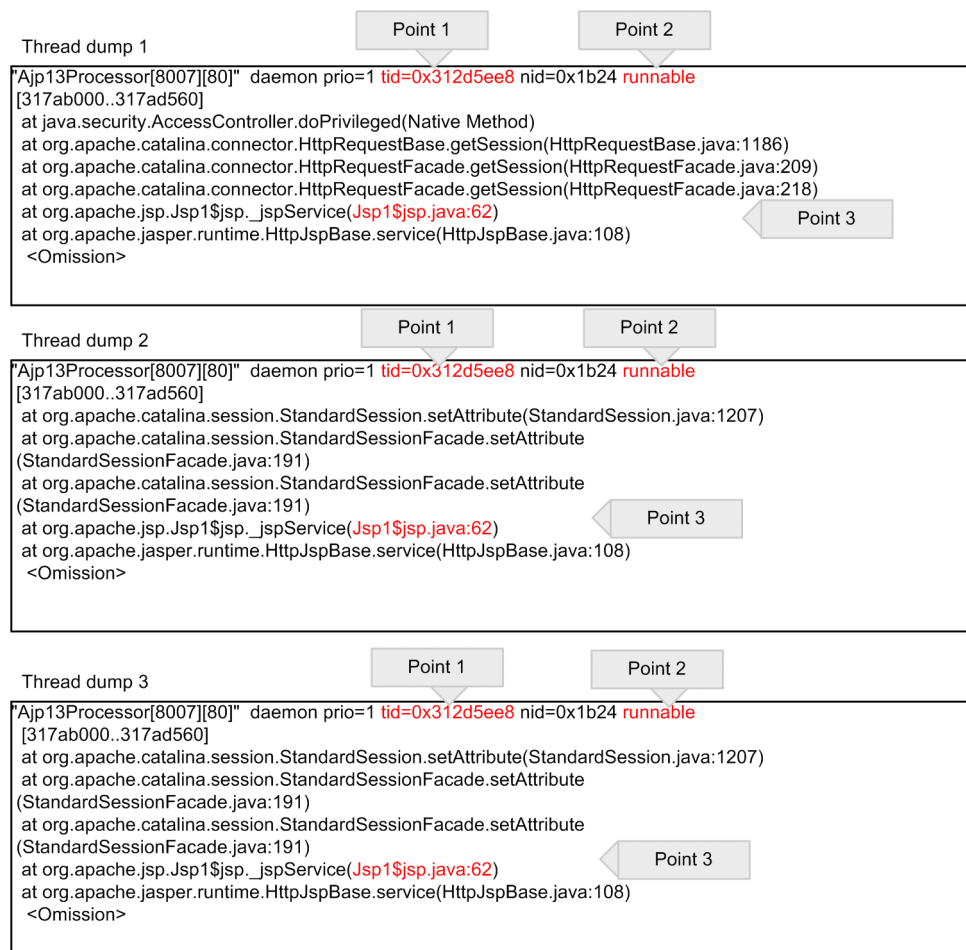 Point 1
Point 2
Thread dump 1
"Ajp13Processor[8007][80]" daemon prio=1 tid=0x312d5ee8 nid=0x1b24 runnable
[317ab000..317ad560]
at java.security.AccessController.doPrivileged(Native Method)
at org.apache.catalina.connector.HttpRequestBase.getSession(HttpRequestBase.java:1186)
at org.apache.catalina.connector.HttpRequestFacade.getSession(HttpRequestFacade.java:209)
at org.apache.catalina.connector.HttpRequestFacade.getSession(HttpRequestFacade.java:218)
at org.apache.jsp.Jsp1$jsp._jspService(Jsp1$jsp.java:62)
Point 3
at org.apache.jasper.runtime.HttpJspBase.service(HttpJspBase.java:108)
<Omission>
Point 1
Point 2
Thread dump 2
"Ajp13Processor[8007][80]" daemon prio=1 tid=0x312d5ee8 nid=0x1b24 runnable
[317ab000..317ad560]
at org.apache.catalina.session.StandardSession.setAttribute(StandardSession.java:1207)
at org.apache.catalina.session.StandardSessionFacade.setAttribute
(StandardSessionFacade.java:191)
at org.apache.catalina.session.StandardSessionFacade.setAttribute
(StandardSessionFacade.java:191)
at org.apache.jsp.Jsp1$jsp._jspService(Jsp1$jsp.java:62)
Point 3
at org.apache.jasper.runtime.HttpJspBase.service(HttpJspBase.java:108)
<Omission>
Point 1
Point 2
Thread dump 3
"Ajp13Processor[8007][80]" daemon prio=1 tid=0x312d5ee8 nid=0x1b24 runnable
[317ab000..317ad560]
at org.apache.catalina.session.StandardSession.setAttribute(StandardSession.java:1207)
at org.apache.catalina.session.StandardSessionFacade.setAttribute
(StandardSessionFacade.java:191)
at org.apache.catalina.session.StandardSessionFacade.setAttribute
(StandardSessionFacade.java:191)
at org.apache.jsp.Jsp1$jsp._jspService(Jsp1$jsp.java:62)
Point 3
at org.apache.jasper.runtime.HttpJspBase.service(HttpJspBase.java:108)
<Omission>